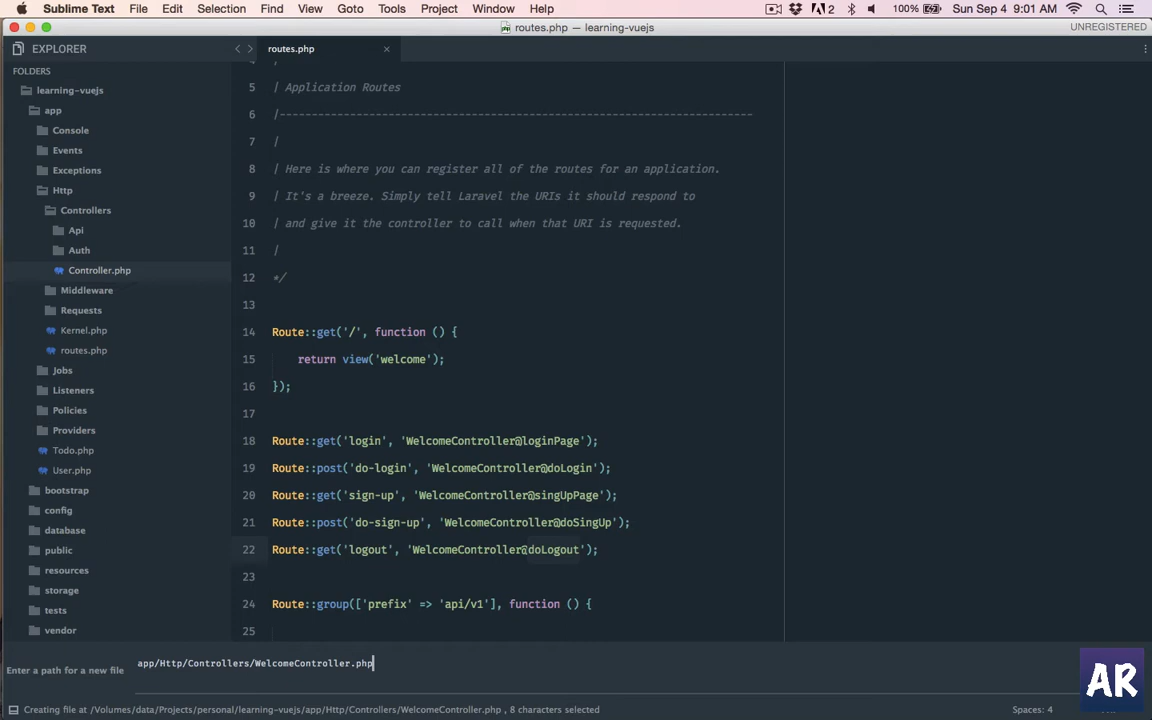 Sublime Text File Edit Selection Find View Goto Tools Project Window Help 2 100% Sun Sep 4 9:01 AM
routes.php — learning-vuejs UNREGISTERED
EXPLORER
routes.php
FOLDERS
learning-vuejs
app
Console
Events
Exceptions
Http
Controllers
Api
Auth
Controller.php
Middleware
Requests
Kernel.php
routes.php
Jobs
Listeners
Policies
Providers
Todo.php
User.php
bootstrap
config
database
public
resources
storage
tests
vendor
4 |
5 | Application Routes
6 |--------------------------------------------------------------------------
7 |
8 | Here is where you can register all of the routes for an application.
9 | It's a breeze. Simply tell Laravel the URIs it should respond to
10 | and give it the controller to call when that URI is requested.
11 |
12 */
13
14 Route::get('/', function () {
15 return view('welcome');
16 });
17
18 Route::get('login', 'WelcomeController@loginPage');
19 Route::post('do-login', 'WelcomeController@doLogin');
20 Route::get('sign-up', 'WelcomeController@singUpPage');
21 Route::post('do-sign-up', 'WelcomeController@doSingUp');
22 Route::get('logout', 'WelcomeController@doLogout');
23
24 Route::group(['prefix' => 'api/v1'], function () {
25
Enter a path for a new file app/Http/Controllers/WelcomeController.php
Creating file at /Volumes/data/Projects/personal/learning-vuejs/app/Http/Controllers/WelcomeController.php , 8 characters selected Spaces: 4
AR